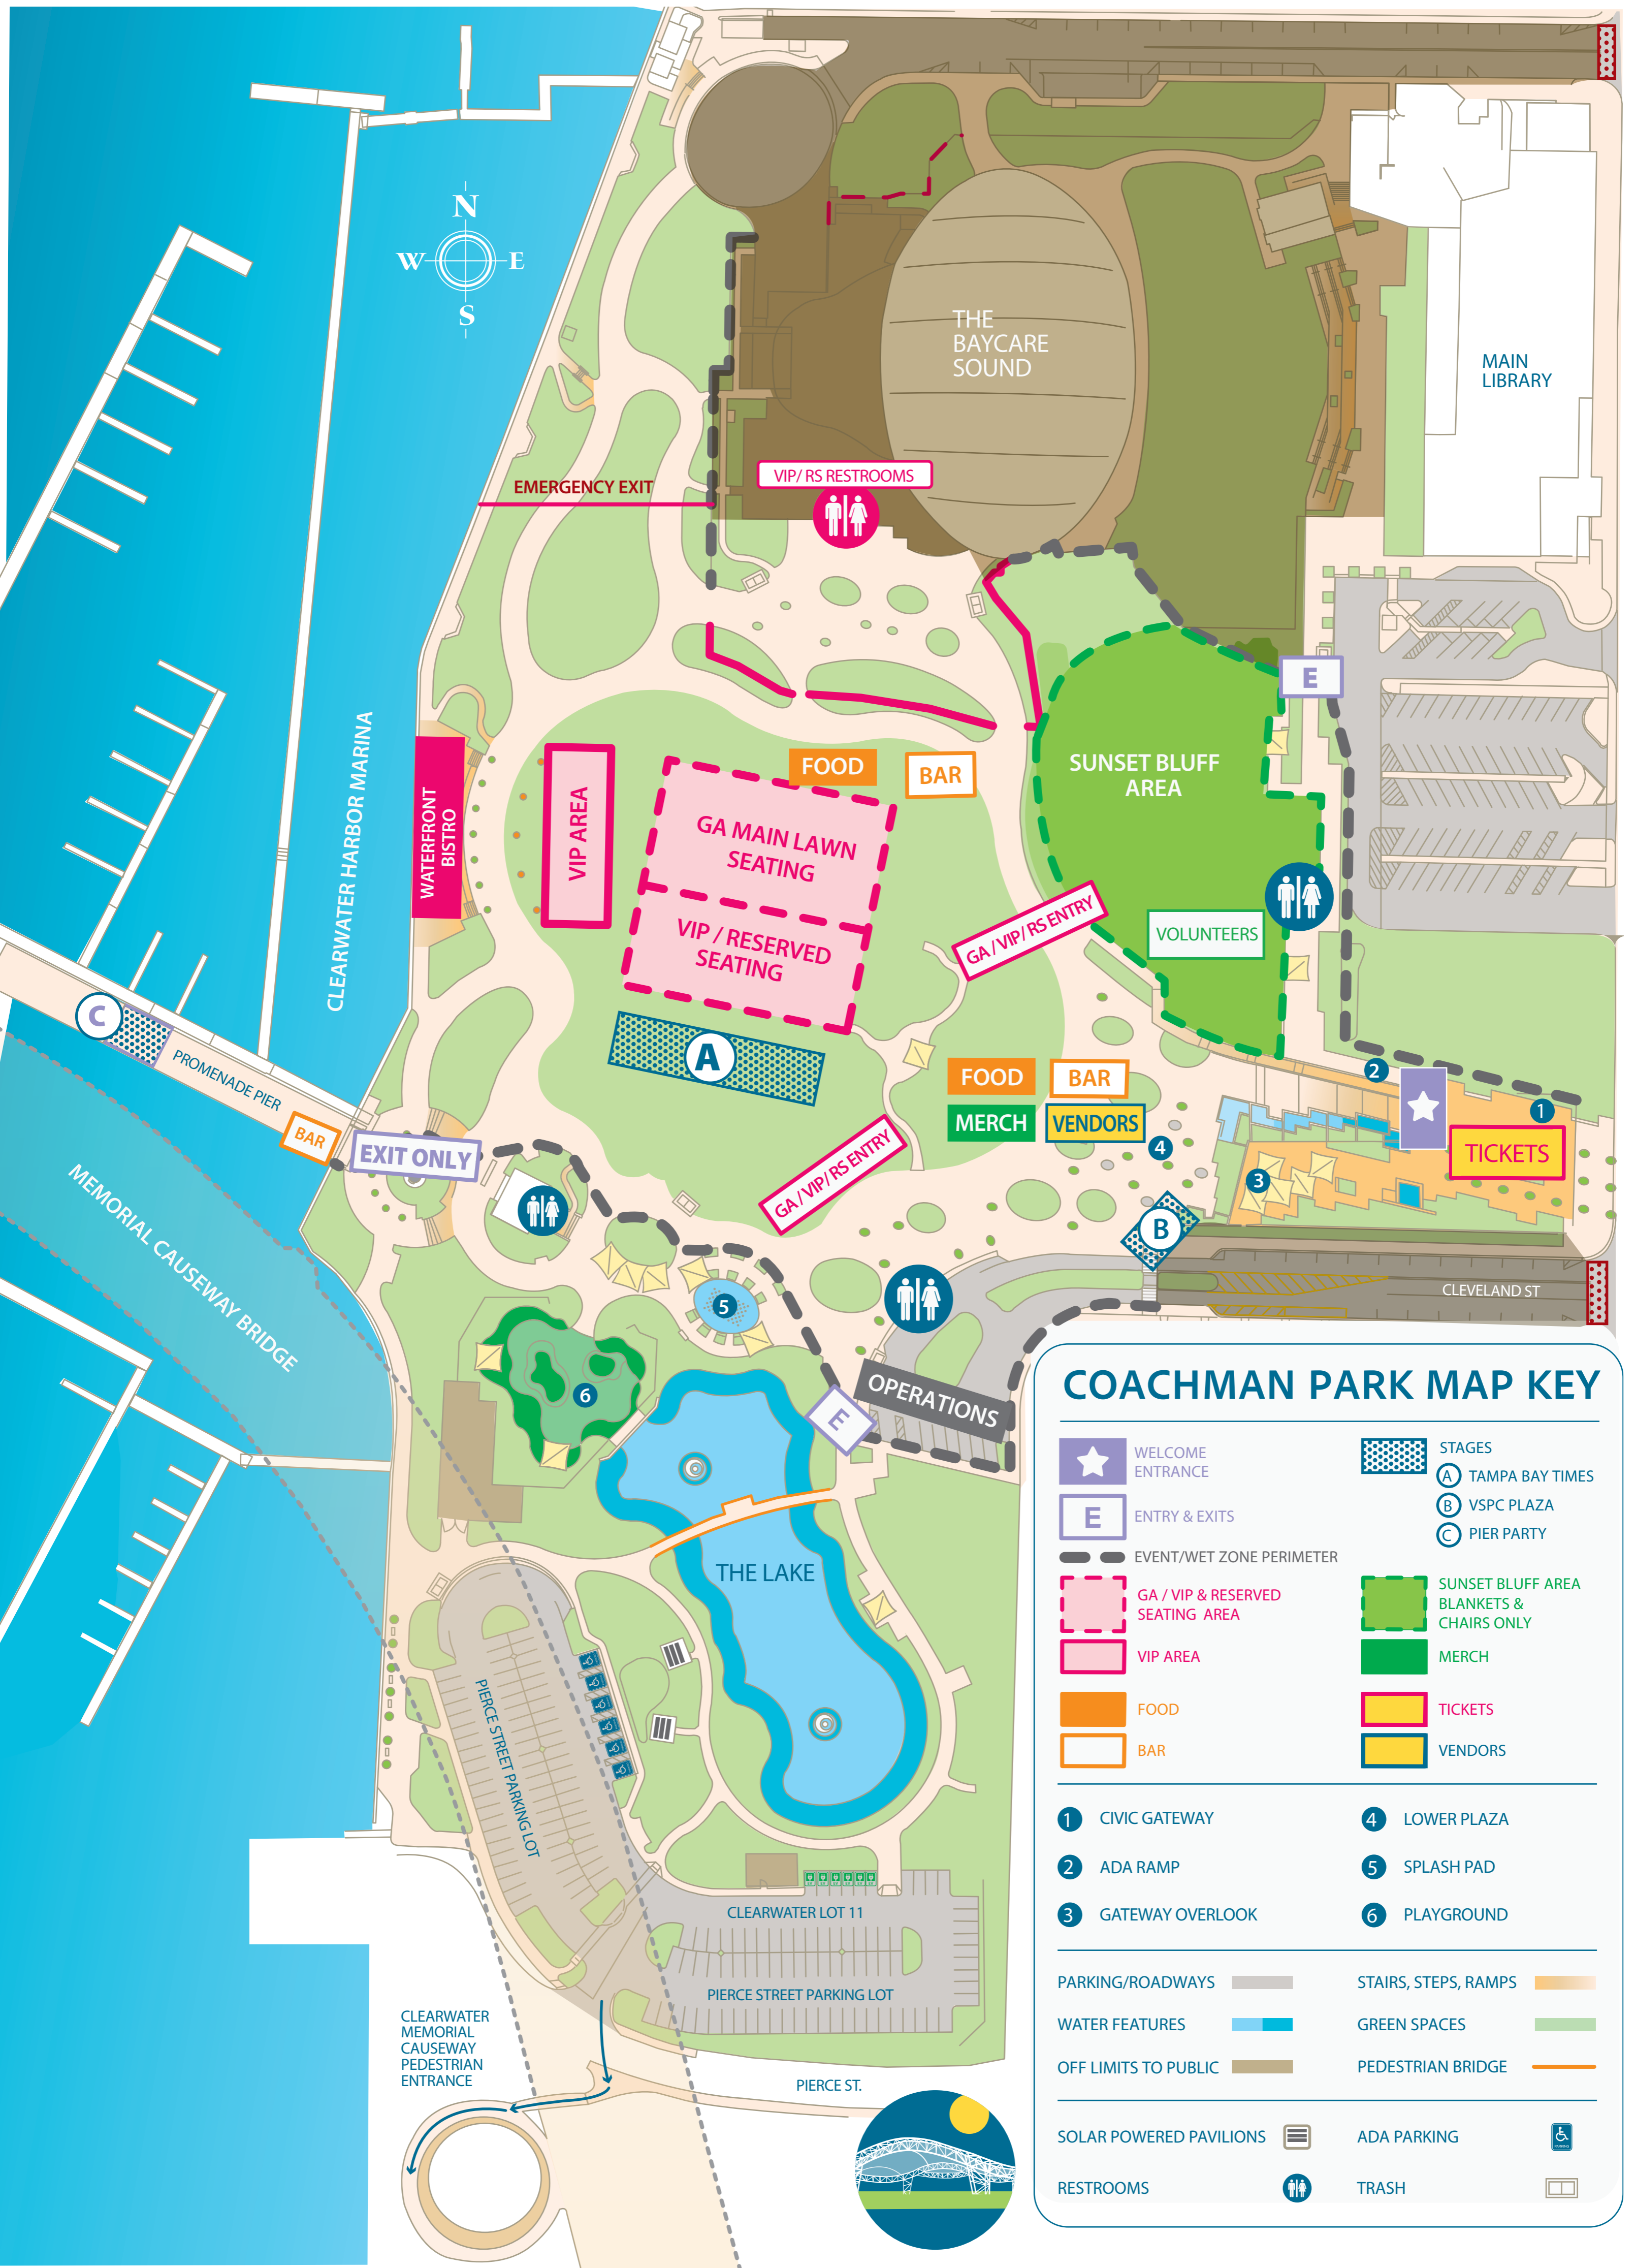 N
W
E
S
THE
BAYCARE
SOUND
MAIN
LIBRARY
VIP/ RS RESTROOMS
EMERGENCY EXIT
E
CLEARWATER HARBOR MARINA
WATERFRONT
BISTRO
VIP AREA
FOOD
BAR
GA MAIN LAWN
SEATING
VIP / RESERVED
SEATING
SUNSET BLUFF
AREA
GA / VIP/ RS ENTRY
VOLUNTEERS
C
PROMENADE PIER
A
FOOD
BAR
MERCH
VENDORS
2
1
TICKETS
4
3
BAR
EXIT ONLY
GA / VIP/ RS ENTRY
B
MEMORIAL CAUSEWAY BRIDGE
5
CLEVELAND ST
6
OPERATIONS
E
THE LAKE
PIERCE STREET PARKING LOT
CLEARWATER LOT 11
PIERCE STREET PARKING LOT
CLEARWATER
MEMORIAL
CAUSEWAY
PEDESTRIAN
ENTRANCE
PIERCE ST.
COACHMAN PARK MAP KEY
WELCOME
ENTRANCE
E
ENTRY & EXITS
EVENT/WET ZONE PERIMETER
GA / VIP & RESERVED
SEATING AREA
VIP AREA
FOOD
BAR
STAGES
A TAMPA BAY TIMES
B VSPC PLAZA
C PIER PARTY
SUNSET BLUFF AREA
BLANKETS &
CHAIRS ONLY
MERCH
TICKETS
VENDORS
1 CIVIC GATEWAY
2 ADA RAMP
3 GATEWAY OVERLOOK
4 LOWER PLAZA
5 SPLASH PAD
6 PLAYGROUND
PARKING/ROADWAYS
WATER FEATURES
OFF LIMITS TO PUBLIC
STAIRS, STEPS, RAMPS
GREEN SPACES
PEDESTRIAN BRIDGE
SOLAR POWERED PAVILIONS
RESTROOMS
ADA PARKING
TRASH